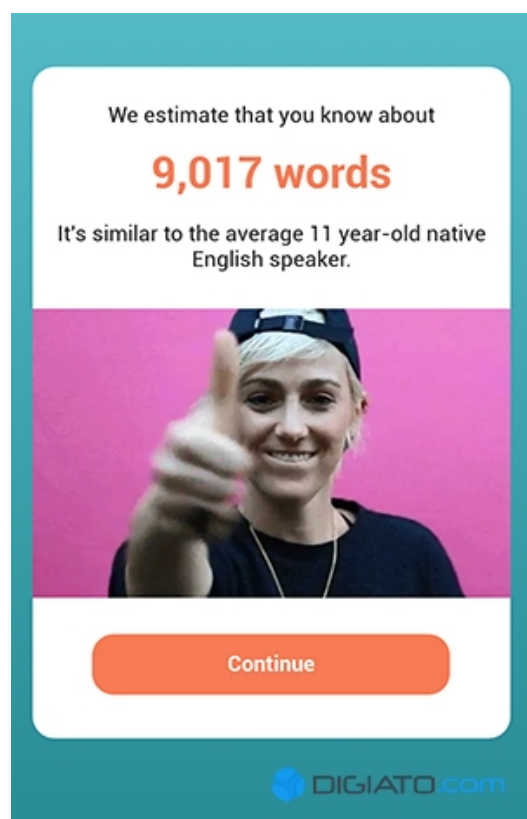 We estimate that you know about
9,017 words
It's similar to the average 11 year-old native
English speaker.
Continue
DIGIATO.com